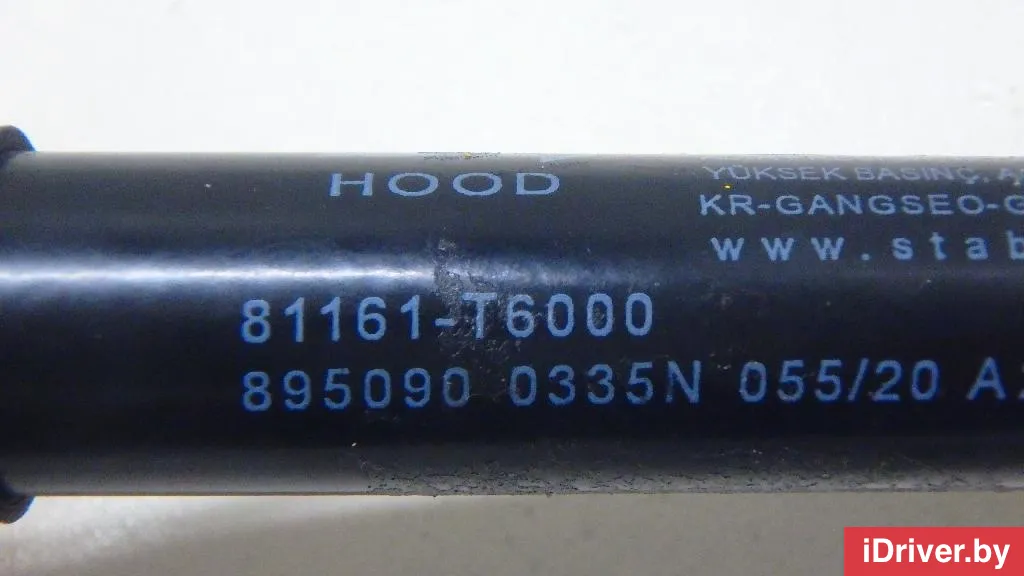 HOOD
YÜKSEK BASINÇ, A
KR-GANGSEO-G
www.stab
81161-T6000
895090 0335N 055/20 A
iDriver.by